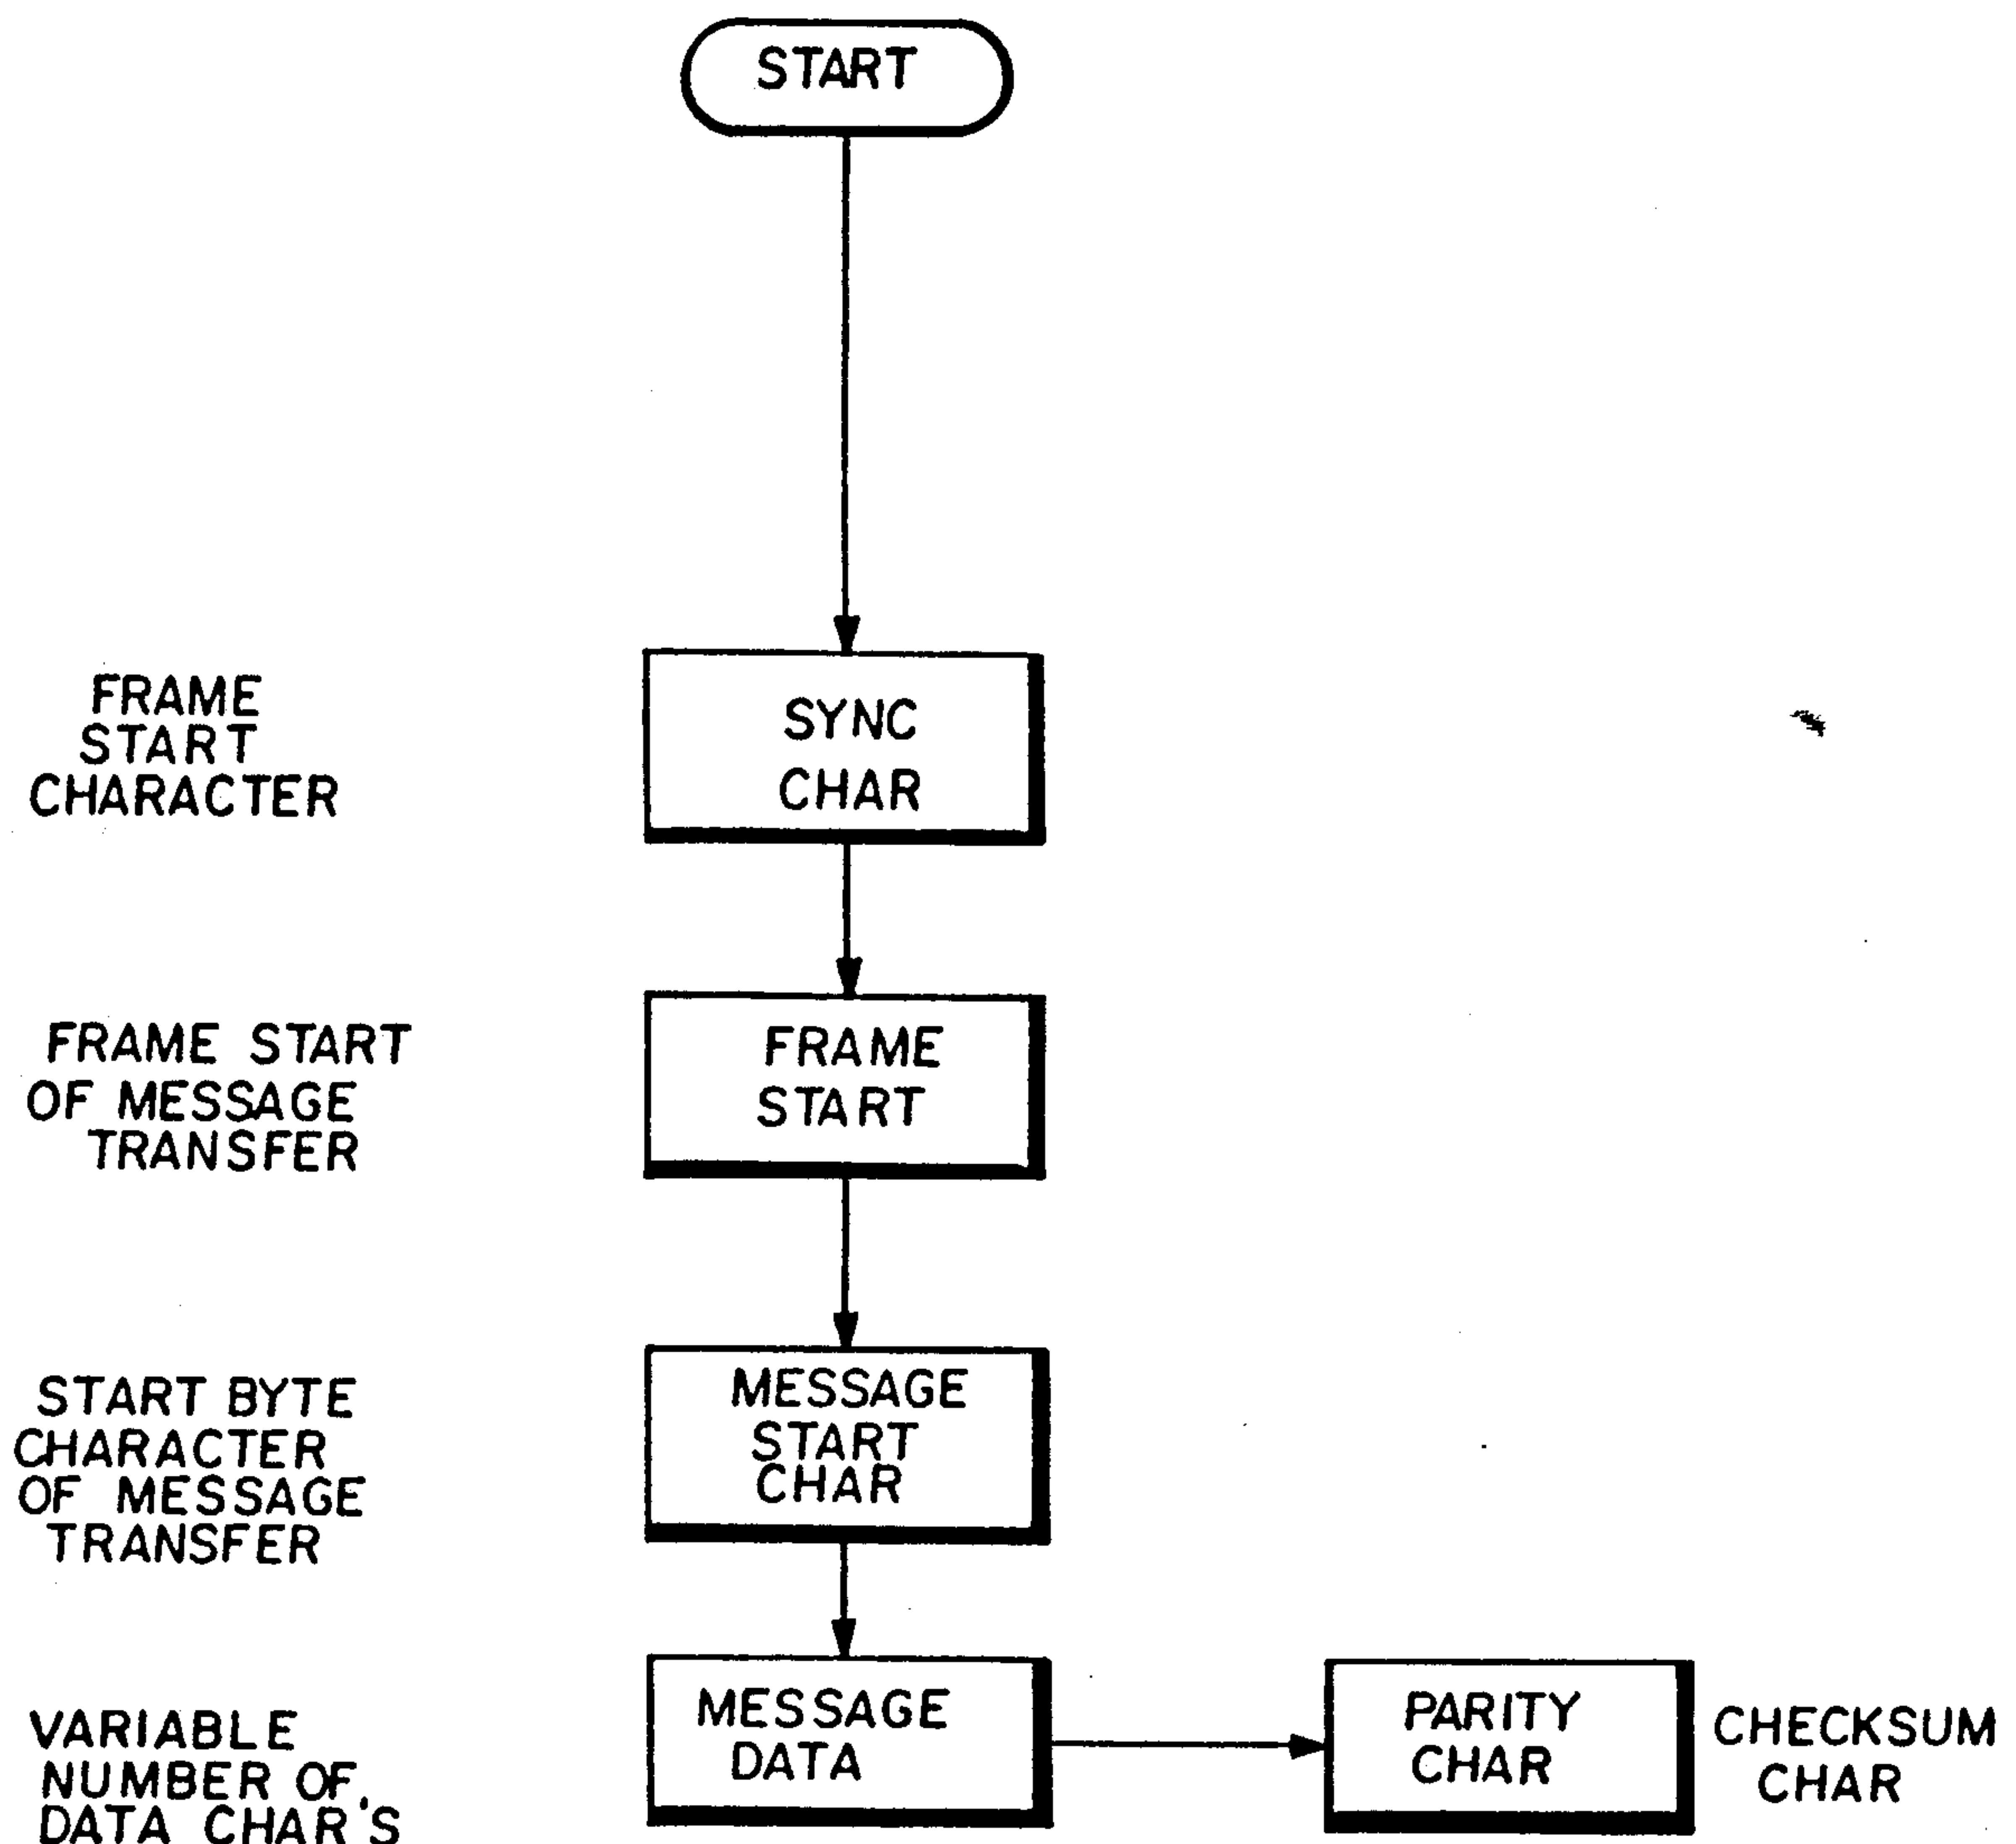 START
FRAME
START
CHARACTER
SYNC
CHAR
FRAME START
OF MESSAGE
TRANSFER
FRAME
START
START BYTE
CHARACTER
OF MESSAGE
TRANSFER
MESSAGE
START
CHAR
VARIABLE
NUMBER OF
DATA CHAR'S
MESSAGE
DATA
PARITY
CHAR
CHECKSUM
CHAR